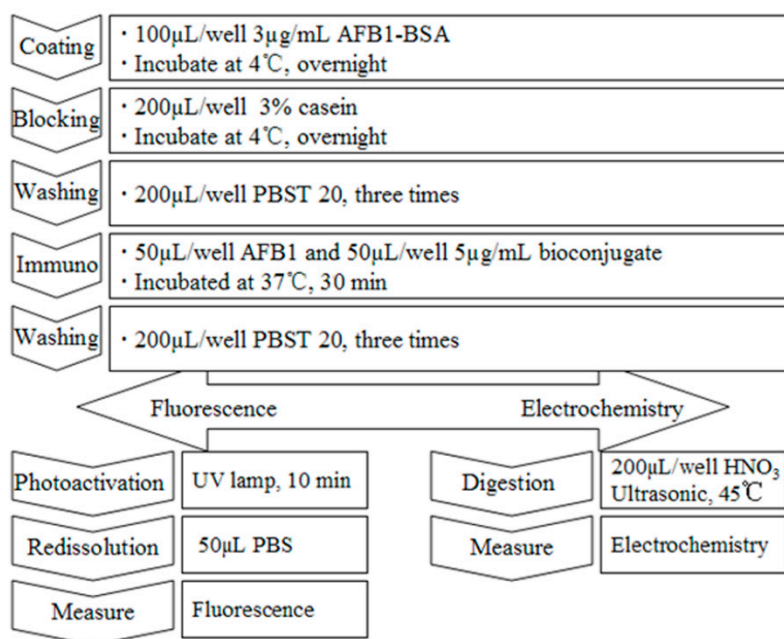 Coating
· 100μL/well 3μg/mL AFB1-BSA
· Incubate at 4℃, overnight
Blocking
· 200μL/well  3% casein
· Incubate at 4℃, overnight
Washing
· 200μL/well PBST 20, three times
Immuno
· 50μL/well AFB1 and 50μL/well 5μg/mL bioconjugate
· Incubated at 37℃, 30 min
Washing
· 200μL/well PBST 20, three times
Fluorescence
Electrochemistry
Photoactivation
UV lamp, 10 min
Redissolution
50μL PBS
Measure
Fluorescence
Digestion
200μL/well HNO₃
Ultrasonic, 45℃
Measure
Electrochemistry